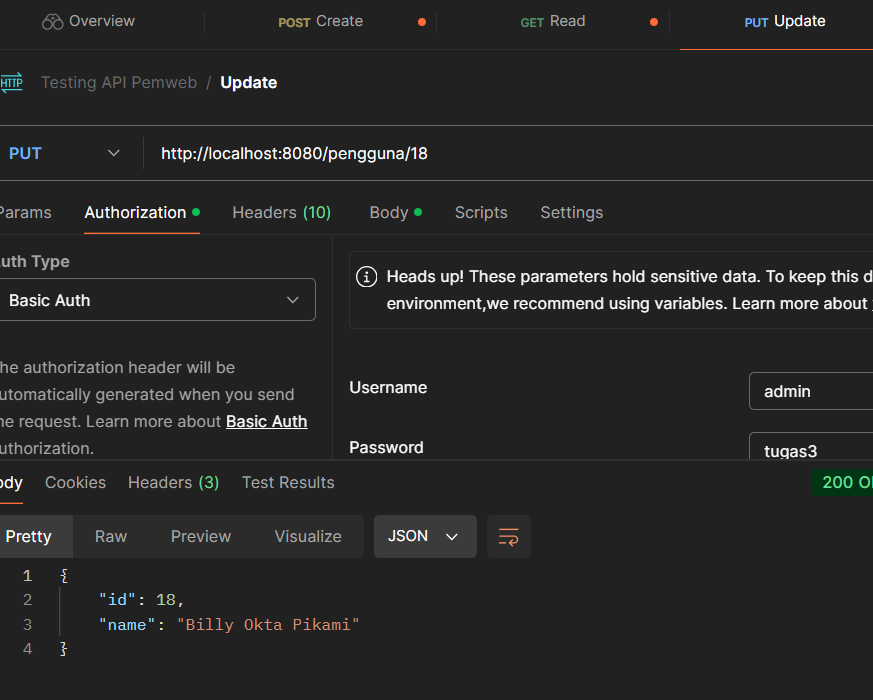 Overview POST Create GET Read PUT Update
HTTP Testing API Pemweb / Update
PUT http://localhost:8080/pengguna/18
Params Authorization Headers (10) Body Scripts Settings
uth Type
Basic Auth
Heads up! These parameters hold sensitive data. To keep this d
environment,we recommend using variables. Learn more about
he authorization header will be
utomatically generated when you send
he request. Learn more about Basic Auth
uthorization.
Username admin
Password tugas3
ody Cookies Headers (3) Test Results 200 O
Pretty Raw Preview Visualize JSON
1 {
2 "id": 18,
3 "name": "Billy Okta Pikami"
4 }